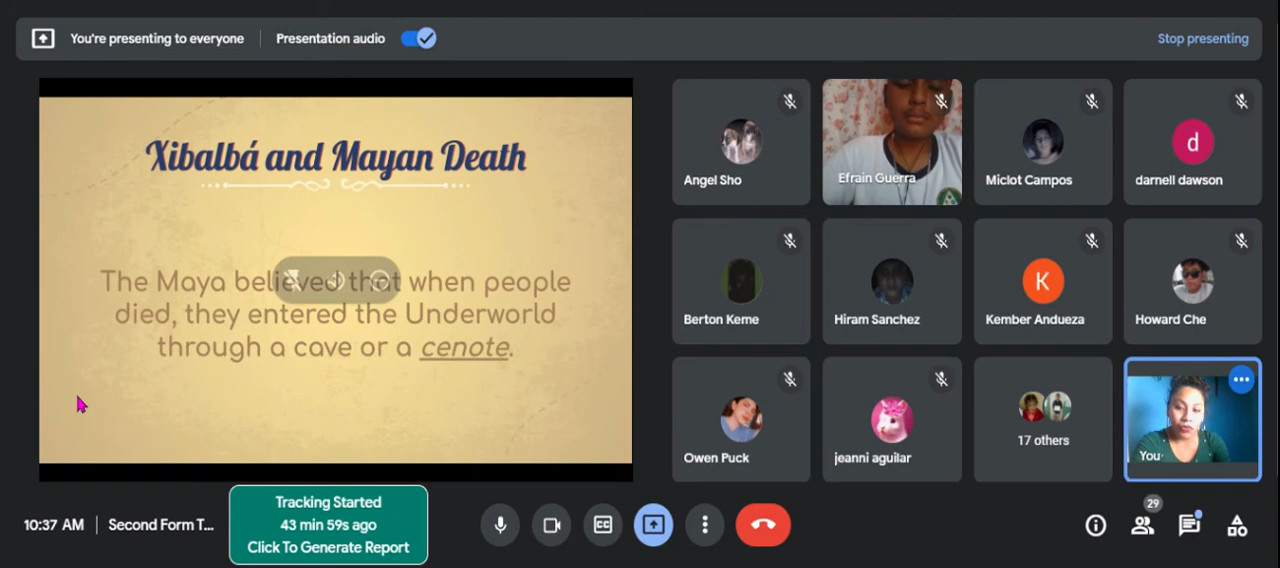 You're presenting to everyone
Presentation audio
Stop presenting
Xibalbá and Mayan Death
The Maya believed that when people
died, they entered the Underworld
through a cave or a cenote.
Angel Sho
Efrain Guerra
Miclot Campos
d
darnell dawson
Berton Keme
Hiram Sanchez
K
Kember Andueza
Howard Che
Owen Puck
jeanni aguilar
17 others
You
10:37 AM
Second Form T...
Tracking Started
43 min 59s ago
Click To Generate Report
CC
29